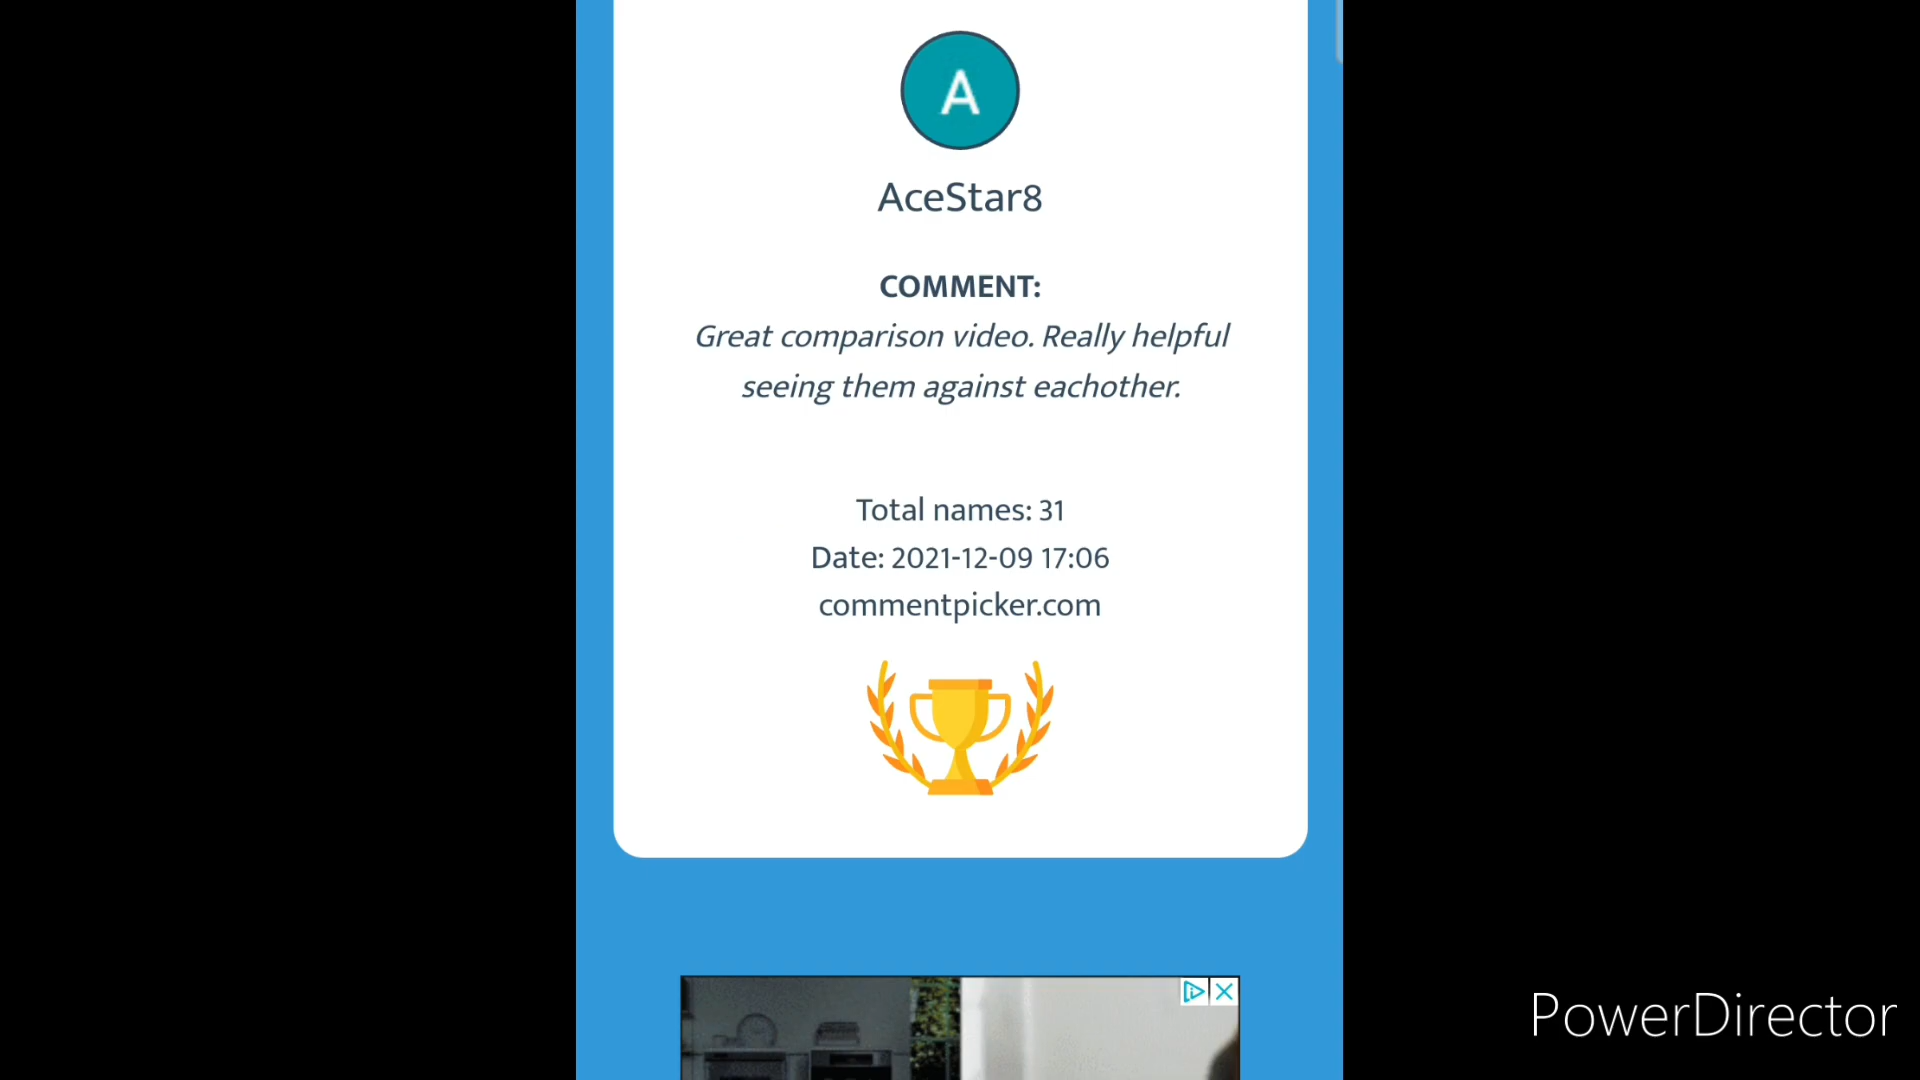 A
AceStar8
COMMENT:
Great comparison video. Really helpful
seeing them against eachother.
Total names: 31
Date: 2021-12-09 17:06
commentpicker.com
PowerDirector